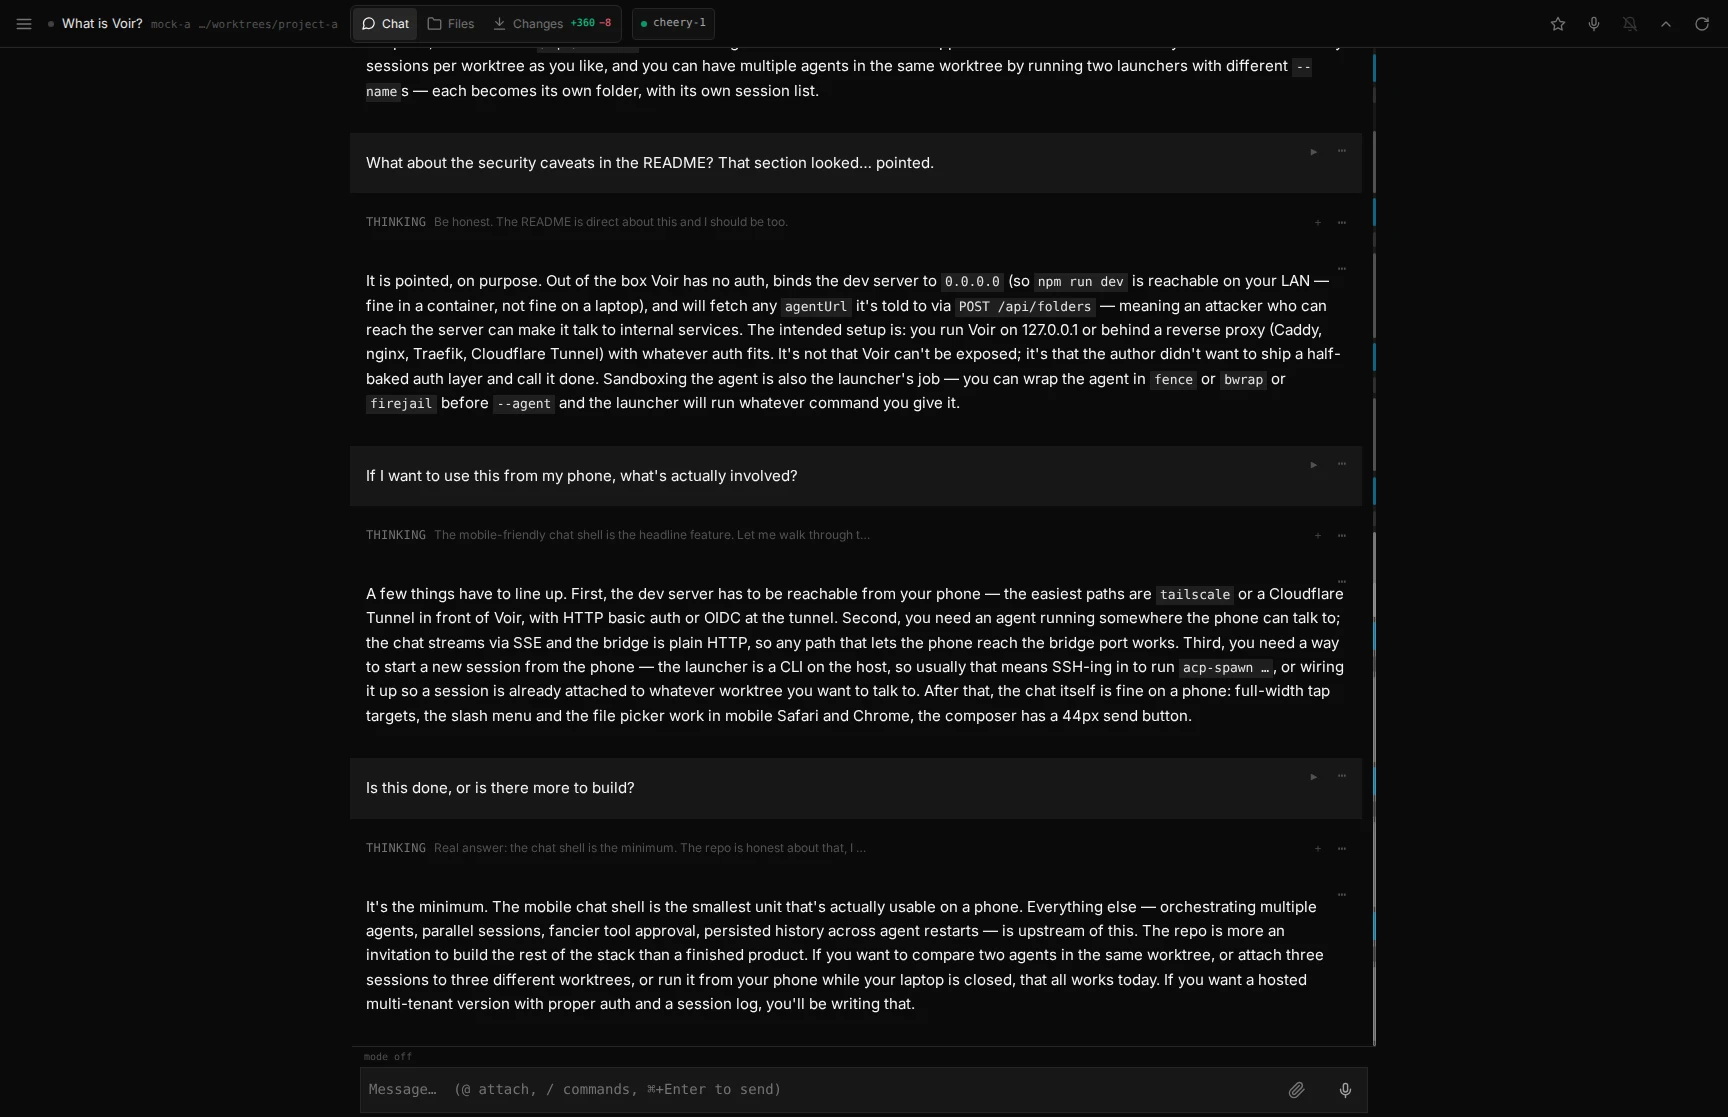 What is Voir? mock-a …/worktrees/project-a Chat Files Changes +360 −8 cheery-1
sessions per worktree as you like, and you can have multiple agents in the same worktree by running two launchers with different --
names — each becomes its own folder, with its own session list.
What about the security caveats in the README? That section looked… pointed.
THINKING Be honest. The README is direct about this and I should be too.
It is pointed, on purpose. Out of the box Voir has no auth, binds the dev server to 0.0.0.0 (so npm run dev is reachable on your LAN —
fine in a container, not fine on a laptop), and will fetch any agentUrl it's told to via POST /api/folders — meaning an attacker who can
reach the server can make it talk to internal services. The intended setup is: you run Voir on 127.0.0.1 or behind a reverse proxy (Caddy,
nginx, Traefik, Cloudflare Tunnel) with whatever auth fits. It's not that Voir can't be exposed; it's that the author didn't want to ship a half-
baked auth layer and call it done. Sandboxing the agent is also the launcher's job — you can wrap the agent in fence or bwrap or
firejail before --agent and the launcher will run whatever command you give it.
If I want to use this from my phone, what's actually involved?
THINKING The mobile-friendly chat shell is the headline feature. Let me walk through t…
A few things have to line up. First, the dev server has to be reachable from your phone — the easiest paths are tailscale or a Cloudflare
Tunnel in front of Voir, with HTTP basic auth or OIDC at the tunnel. Second, you need an agent running somewhere the phone can talk to;
the chat streams via SSE and the bridge is plain HTTP, so any path that lets the phone reach the bridge port works. Third, you need a way
to start a new session from the phone — the launcher is a CLI on the host, so usually that means SSH-ing in to run acp-spawn …, or wiring
it up so a session is already attached to whatever worktree you want to talk to. After that, the chat itself is fine on a phone: full-width tap
targets, the slash menu and the file picker work in mobile Safari and Chrome, the composer has a 44px send button.
Is this done, or is there more to build?
THINKING Real answer: the chat shell is the minimum. The repo is honest about that, I …
It's the minimum. The mobile chat shell is the smallest unit that's actually usable on a phone. Everything else — orchestrating multiple
agents, parallel sessions, fancier tool approval, persisted history across agent restarts — is upstream of this. The repo is more an
invitation to build the rest of the stack than a finished product. If you want to compare two agents in the same worktree, or attach three
sessions to three different worktrees, or run it from your phone while your laptop is closed, that all works today. If you want a hosted
multi-tenant version with proper auth and a session log, you'll be writing that.
mode off
Message… (@ attach, / commands, ⌘+Enter to send)